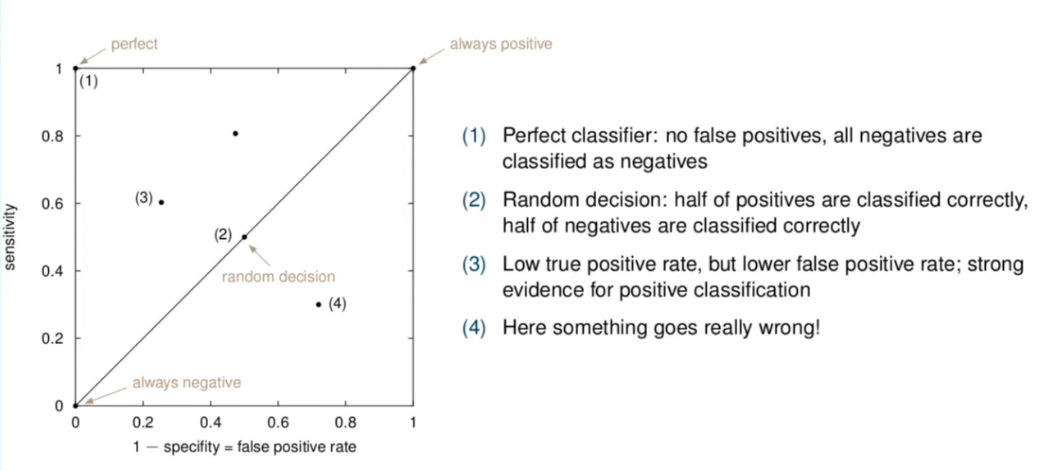 perfect
always positive
1
(1)
0.8
(3)
0.6
(2)
sensitivity
0.4
random decision
(4)
0.2
always negative
0
0 0.2 0.4 0.6 0.8 1
1 − specifity = false positive rate
(1) Perfect classifier: no false positives, all negatives are
classified as negatives
(2) Random decision: half of positives are classified correctly,
half of negatives are classified correctly
(3) Low true positive rate, but lower false positive rate; strong
evidence for positive classification
(4) Here something goes really wrong!